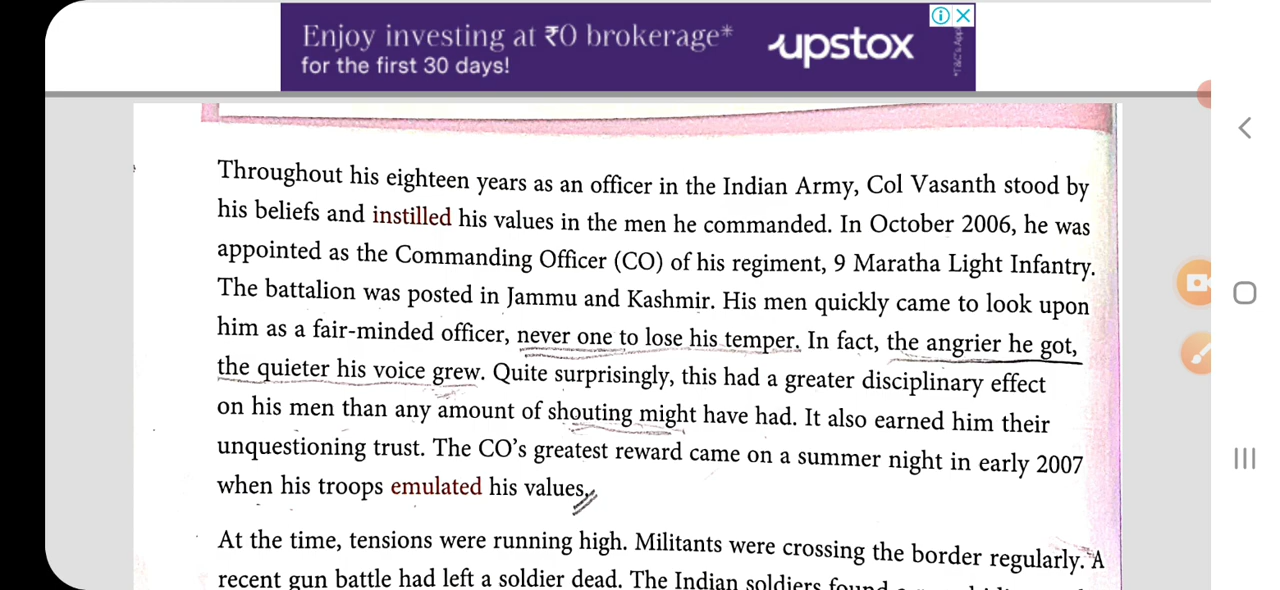 Enjoy investing at ₹0 brokerage*
for the first 30 days!
upstox
Throughout his eighteen years as an officer in the Indian Army, Col Vasanth stood by
his beliefs and instilled his values in the men he commanded. In October 2006, he was
appointed as the Commanding Officer (CO) of his regiment, 9 Maratha Light Infantry.
The battalion was posted in Jammu and Kashmir. His men quickly came to look upon
him as a fair-minded officer, never one to lose his temper. In fact, the angrier he got,
the quieter his voice grew. Quite surprisingly, this had a greater disciplinary effect
on his men than any amount of shouting might have had. It also earned him their
unquestioning trust. The CO's greatest reward came on a summer night in early 2007
when his troops emulated his values.
At the time, tensions were running high. Militants were crossing the border regularly. A
recent gun battle had left a soldier dead. The Indian soldiers found